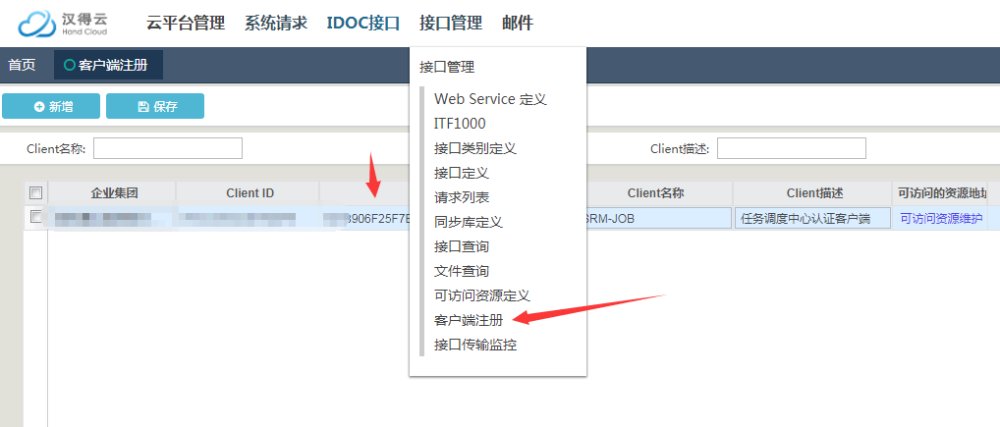 汉得云
Hand Cloud
云平台管理 系统请求 IDOC接口 接口管理 邮件
首页 客户端注册
接口管理
新增 保存
Web Service 定义
ITF1000
接口类别定义
接口定义
请求列表
同步库定义
接口查询
文件查询
可访问资源定义
客户端注册
接口传输监控
Client名称: Client描述:
企业集团 Client ID Client名称 Client描述 可访问的资源地址
906F25F7 SRM-JOB 任务调度中心认证客户端 可访问资源维护